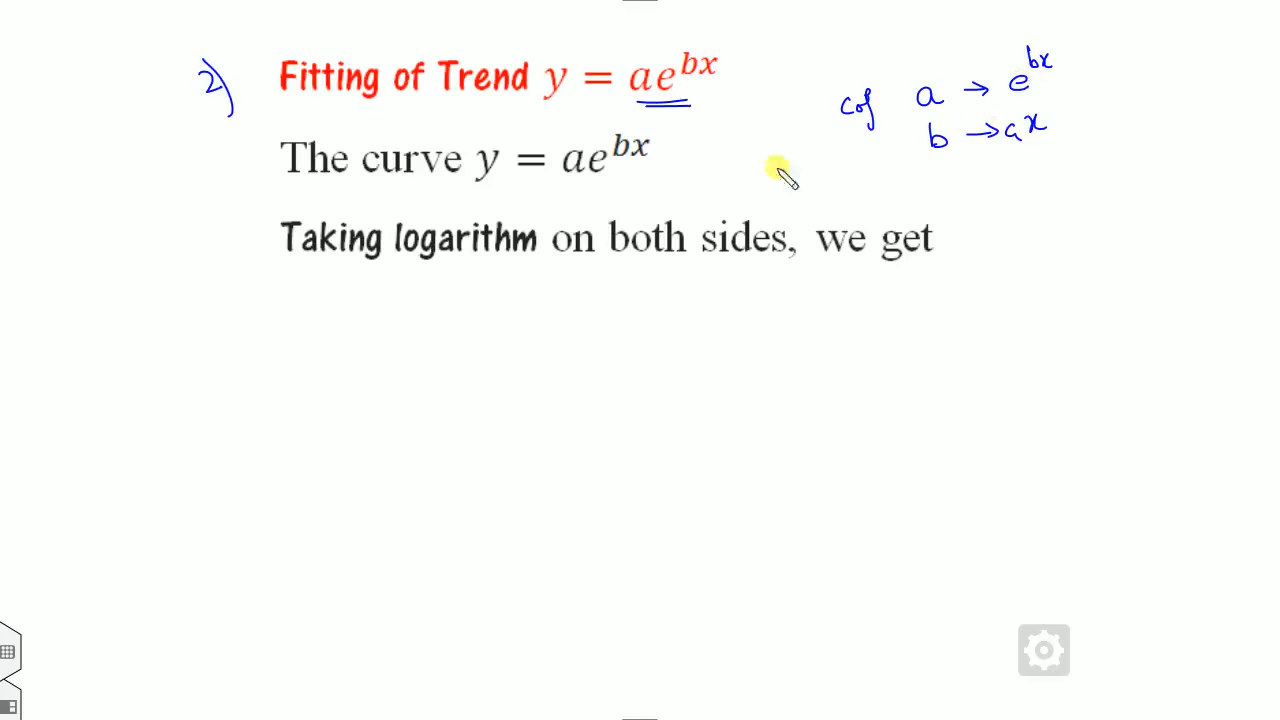 2) Fitting of Trend y = ae^{bx}
cof a → e^{bx}
b → a^x
The curve y = ae^{bx}
Taking logarithm on both sides, we get